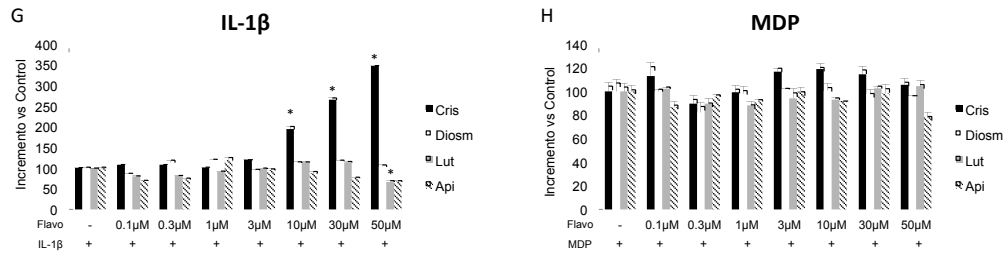 G
IL-1β
Incremento vs Control
400
350
300
250
200
150
100
50
0
* * * *
Cris
Diosm
Lut
Api
Flavo - 0.1µM 0.3µM 1µM 3µM 10µM 30µM 50µM
IL-1β + + + + + + + +
H
MDP
Incremento vs Control
140
120
100
80
60
40
20
0
Cris
Diosm
Lut
Api
Flavo - 0.1µM 0.3µM 1µM 3µM 10µM 30µM 50µM
MDP + + + + + + + +